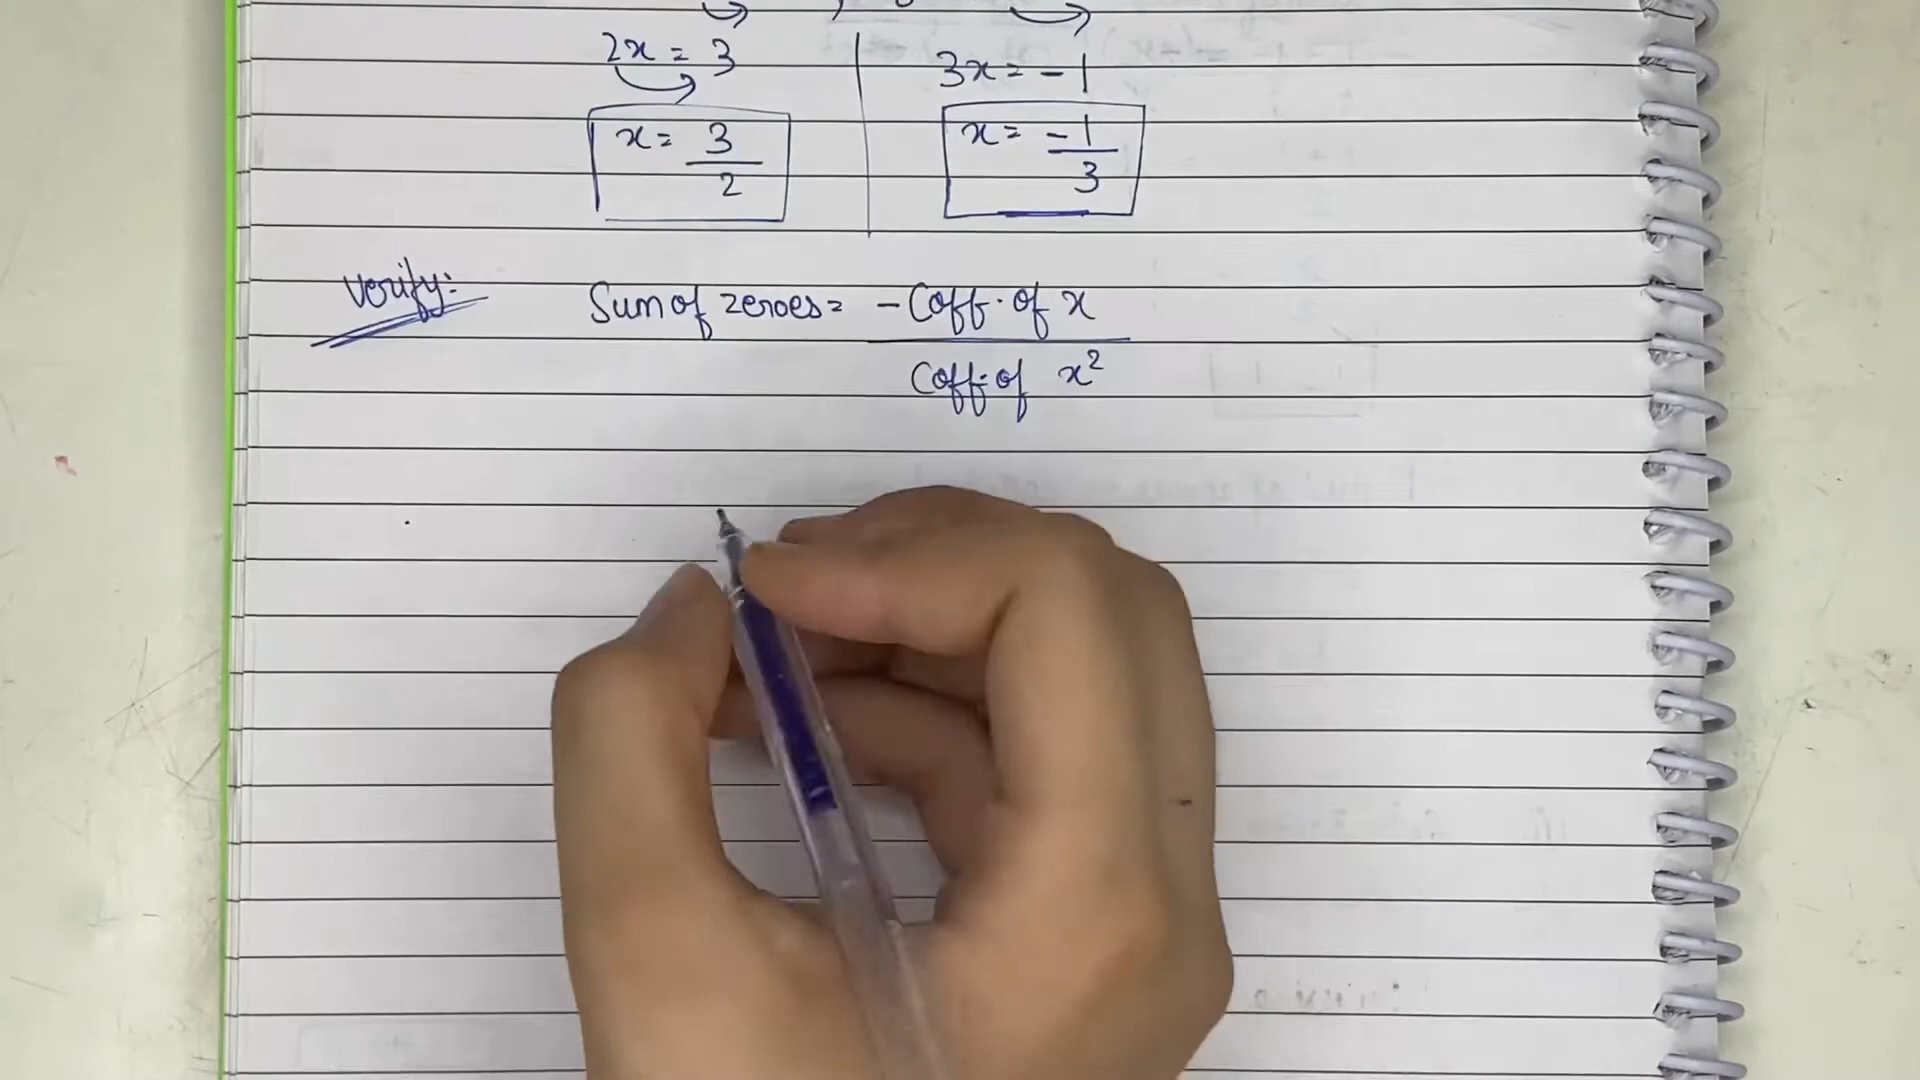 2x = 3
3x = -1
x = 3/2
x = -1/3
Verify:
Sum of zeroes = -Coff. of x
Coff. of x²